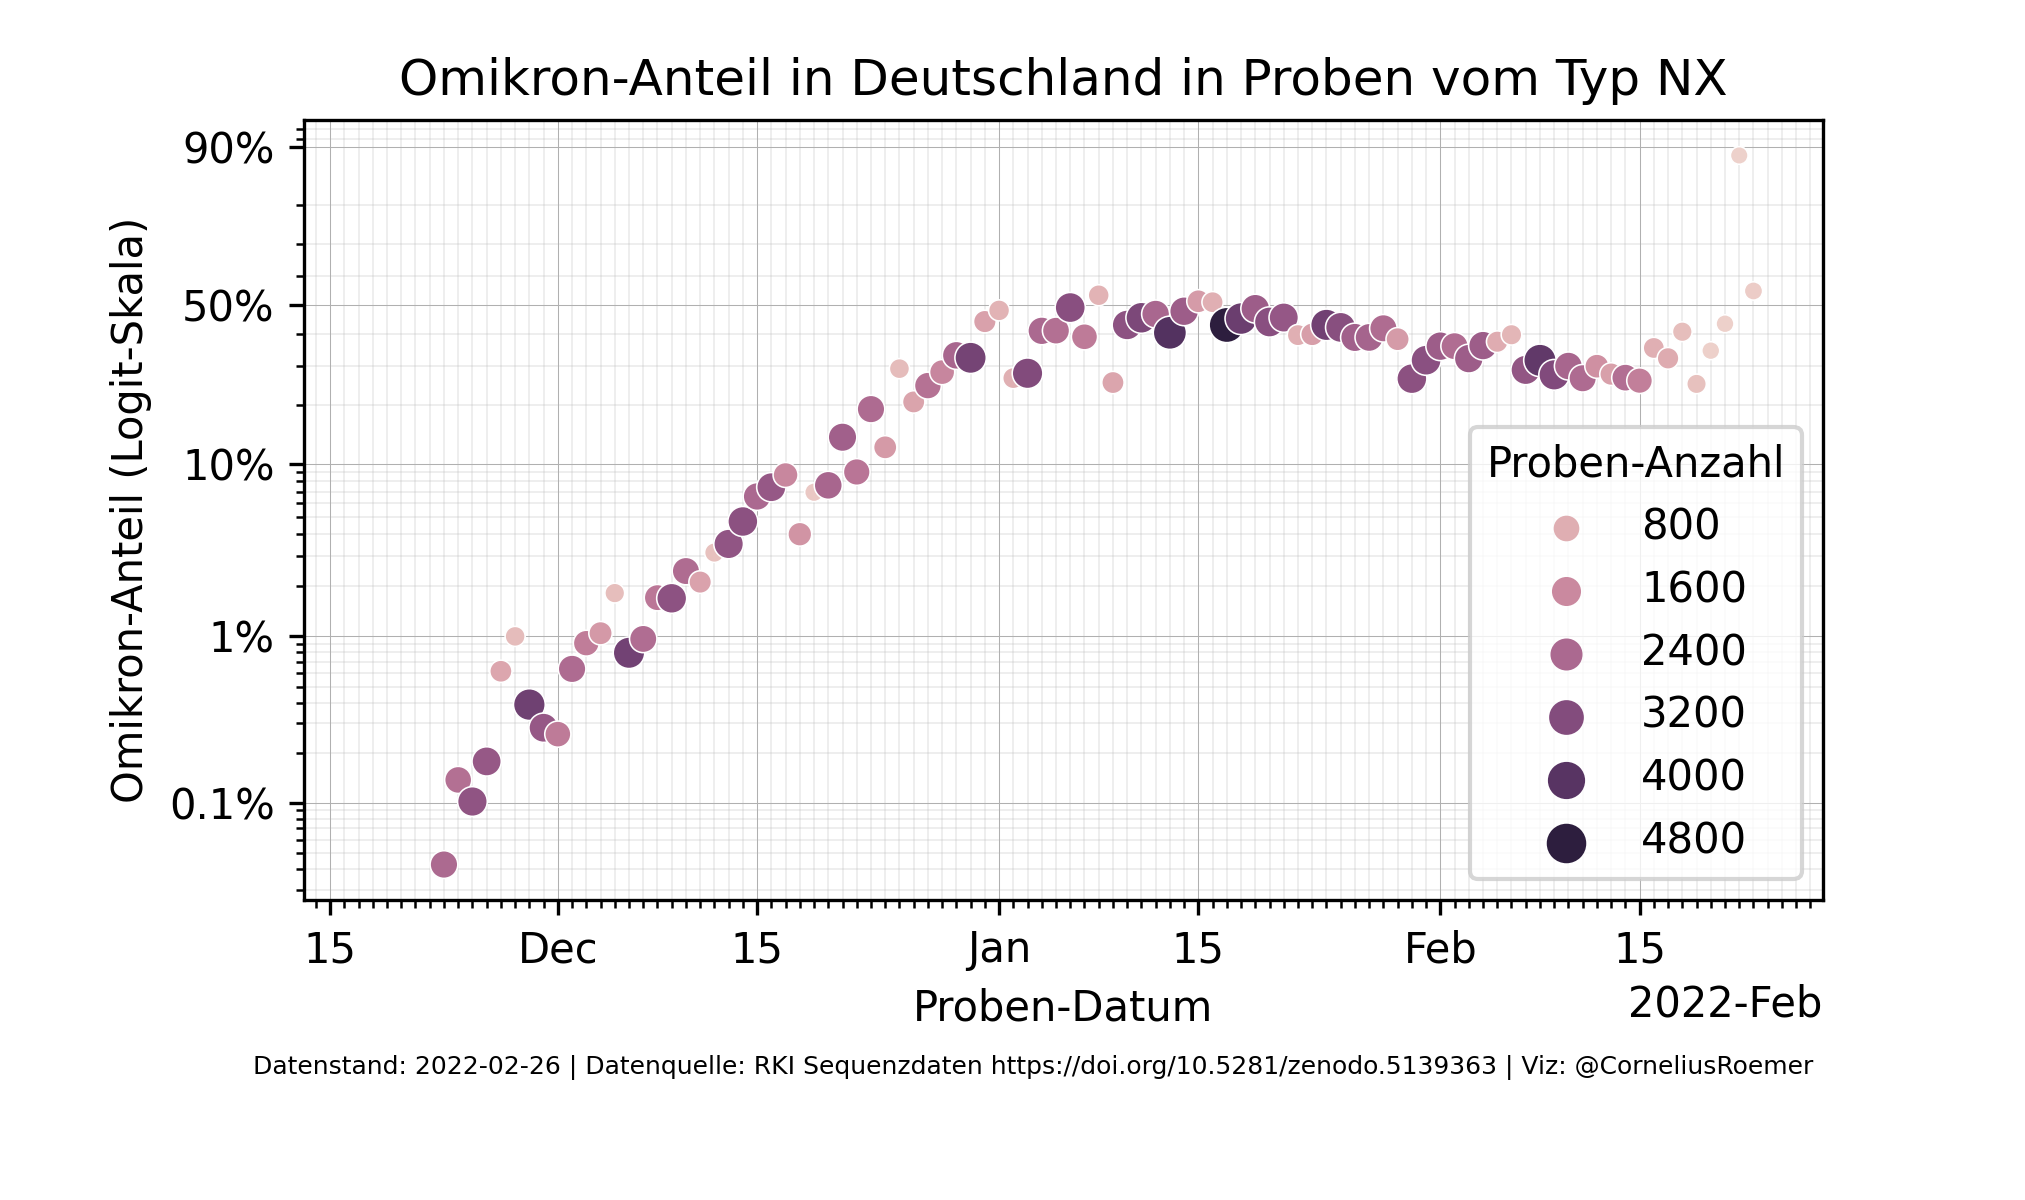 Omikron-Anteil in Deutschland in Proben vom Typ NX
Omikron-Anteil (Logit-Skala)
90%
50%
10%
1%
0.1%
Proben-Anzahl
800
1600
2400
3200
4000
4800
15 Dec 15 Jan 15 Feb 15
Proben-Datum
2022-Feb
Datenstand: 2022-02-26 | Datenquelle: RKI Sequenzdaten https://doi.org/10.5281/zenodo.5139363 | Viz: @CorneliusRoemer